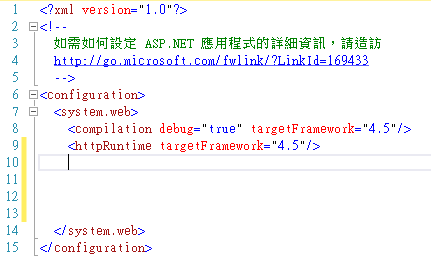 1 <?xml version="1.0"?>
2 <!--
3 如需如何設定 ASP.NET 應用程式的詳細資訊，請造訪
4 http://go.microsoft.com/fwlink/?LinkId=169433
5 -->
6 <configuration>
7 <system.web>
8 <compilation debug="true" targetFramework="4.5"/>
9 <httpRuntime targetFramework="4.5"/>
10
11
12
13
14 </system.web>
15 </configuration>